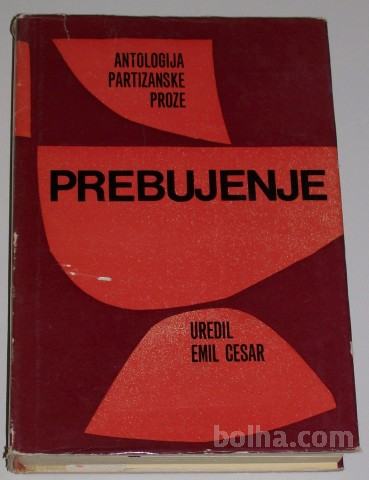 ANTOLOGIJA
PARTIZANSKE
PROZE
PREBUJENJE
UREDIL
EMIL CESAR
bolha.com